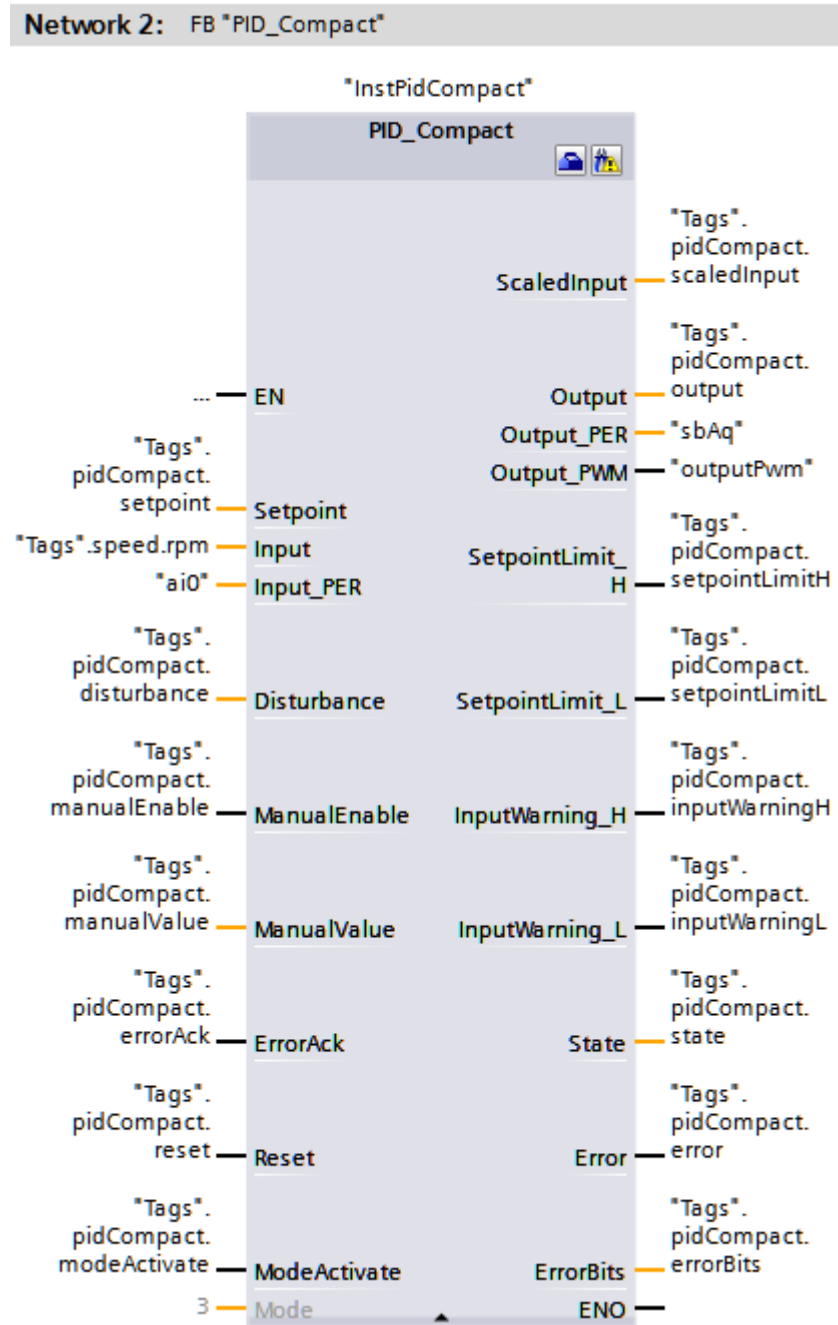 Network 2: FB "PID_Compact"
"InstPidCompact"
PID_Compact
"Tags".
pidCompact.
scaledInput
ScaledInput
"Tags".
pidCompact.
output
... EN
Output
Output_PER "sbAq"
Output_PWM "outputPwm"
"Tags".
pidCompact.
setpoint Setpoint
"Tags".speed.rpm Input
"ai0" Input_PER
SetpointLimit_
H
"Tags".
pidCompact.
setpointLimitH
"Tags".
pidCompact.
disturbance Disturbance
SetpointLimit_L
"Tags".
pidCompact.
setpointLimitL
"Tags".
pidCompact.
manualEnable ManualEnable
InputWarning_H
"Tags".
pidCompact.
inputWarningH
"Tags".
pidCompact.
manualValue ManualValue
InputWarning_L
"Tags".
pidCompact.
inputWarningL
"Tags".
pidCompact.
errorAck ErrorAck
State
"Tags".
pidCompact.
state
"Tags".
pidCompact.
reset Reset
Error
"Tags".
pidCompact.
error
"Tags".
pidCompact.
modeActivate ModeActivate
ErrorBits
"Tags".
pidCompact.
errorBits
3 Mode
ENO